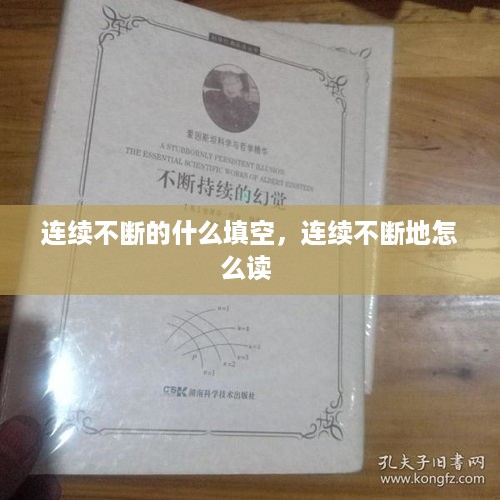 爱因斯坦科学与哲学精华
A STUBBORNLY PERSISTENT ILLUSION:
THE ESSENTIAL SCIENTIFIC WORKS OF ALBERT EINSTEIN
不断持续的幻觉
连续不断的什么填空，连续不断地怎
么读
P
湖南科学技术出版社
孔夫子旧书网
www.kongfz.com